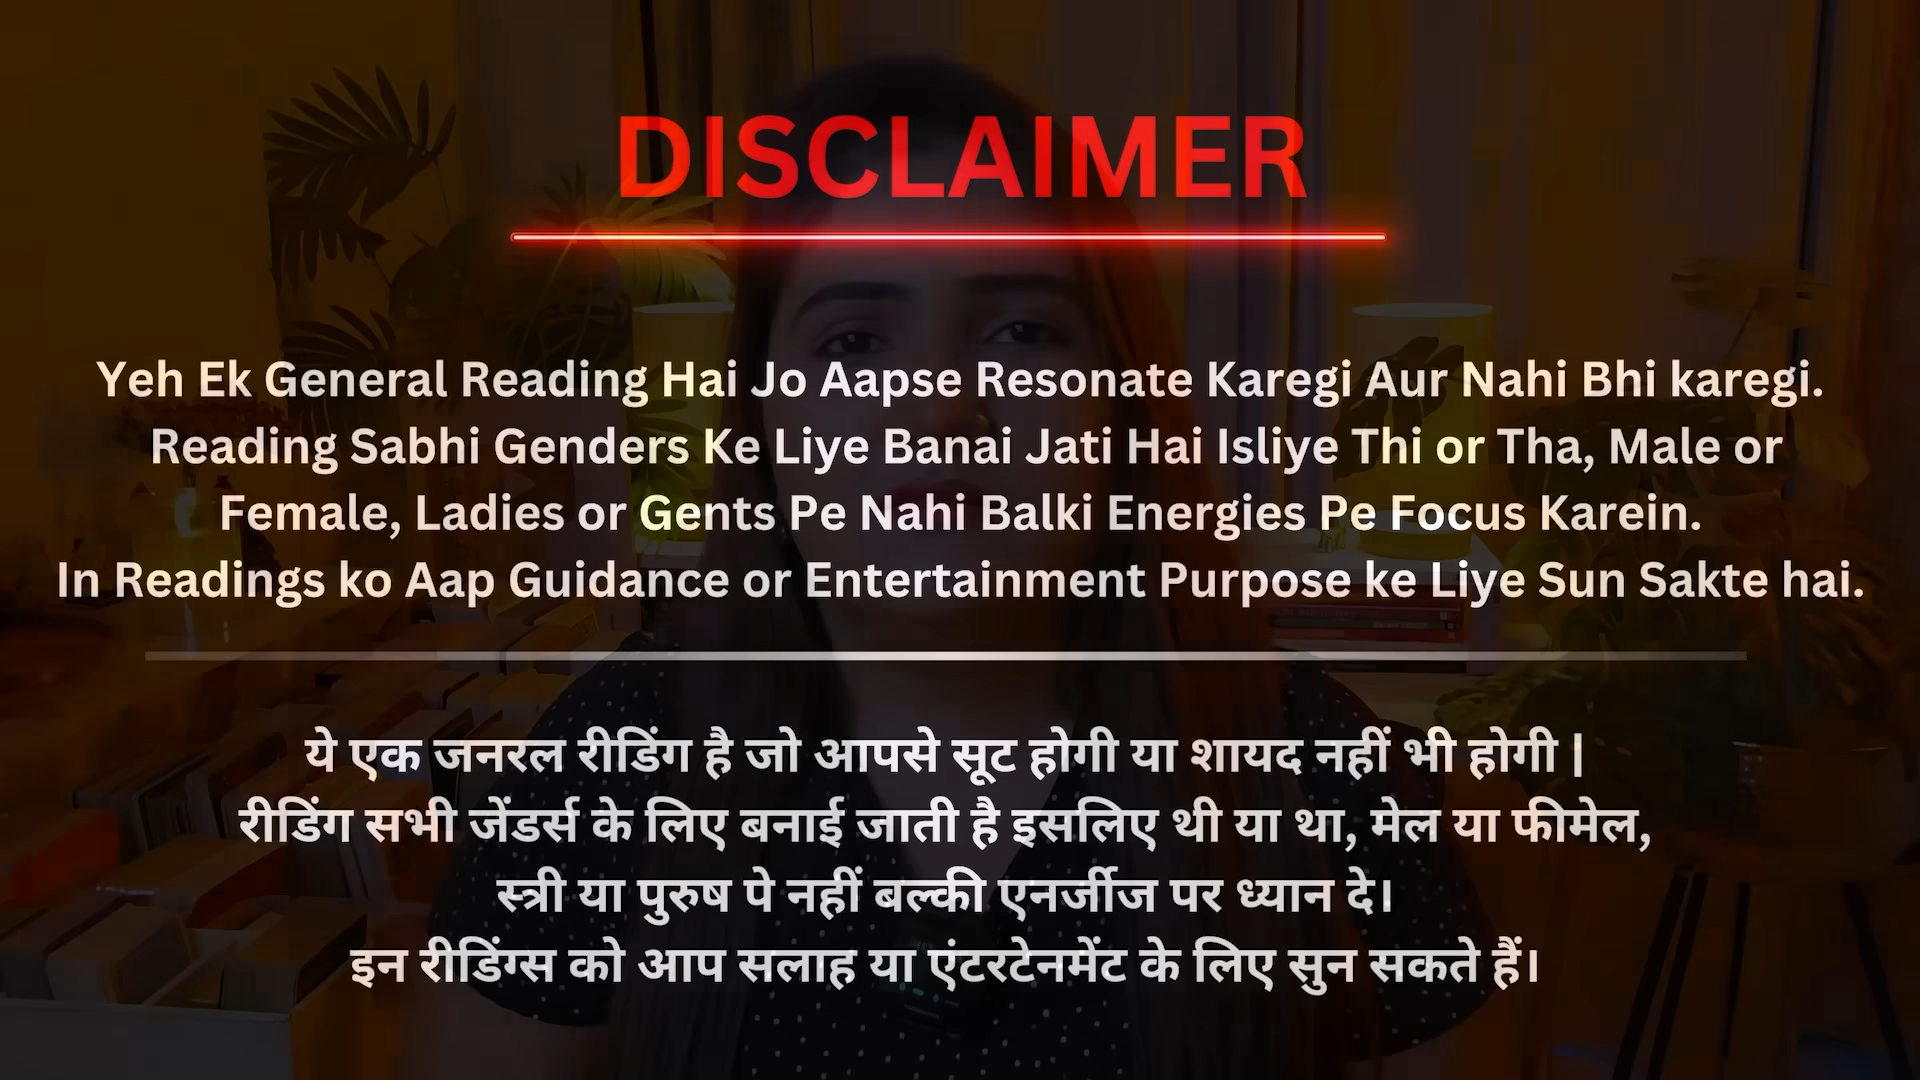 DISCLAIMER
Yeh Ek General Reading Hai Jo Aapse Resonate Karegi Aur Nahi Bhi karegi.
Reading Sabhi Genders Ke Liye Banai Jati Hai Isliye Thi or Tha, Male or
Female, Ladies or Gents Pe Nahi Balki Energies Pe Focus Karein.
In Readings ko Aap Guidance or Entertainment Purpose ke Liye Sun Sakte hai.
ये एक जनरल रीडिंग है जो आपसे सूट होगी या शायद नहीं भी होगी |
रीडिंग सभी जेंडर्स के लिए बनाई जाती है इसलिए थी या था, मेल या फीमेल,
स्त्री या पुरुष पे नहीं बल्की एनर्जीज पर ध्यान दे।
इन रीडिंग्स को आप सलाह या एंटरटेनमेंट के लिए सुन सकते हैं।